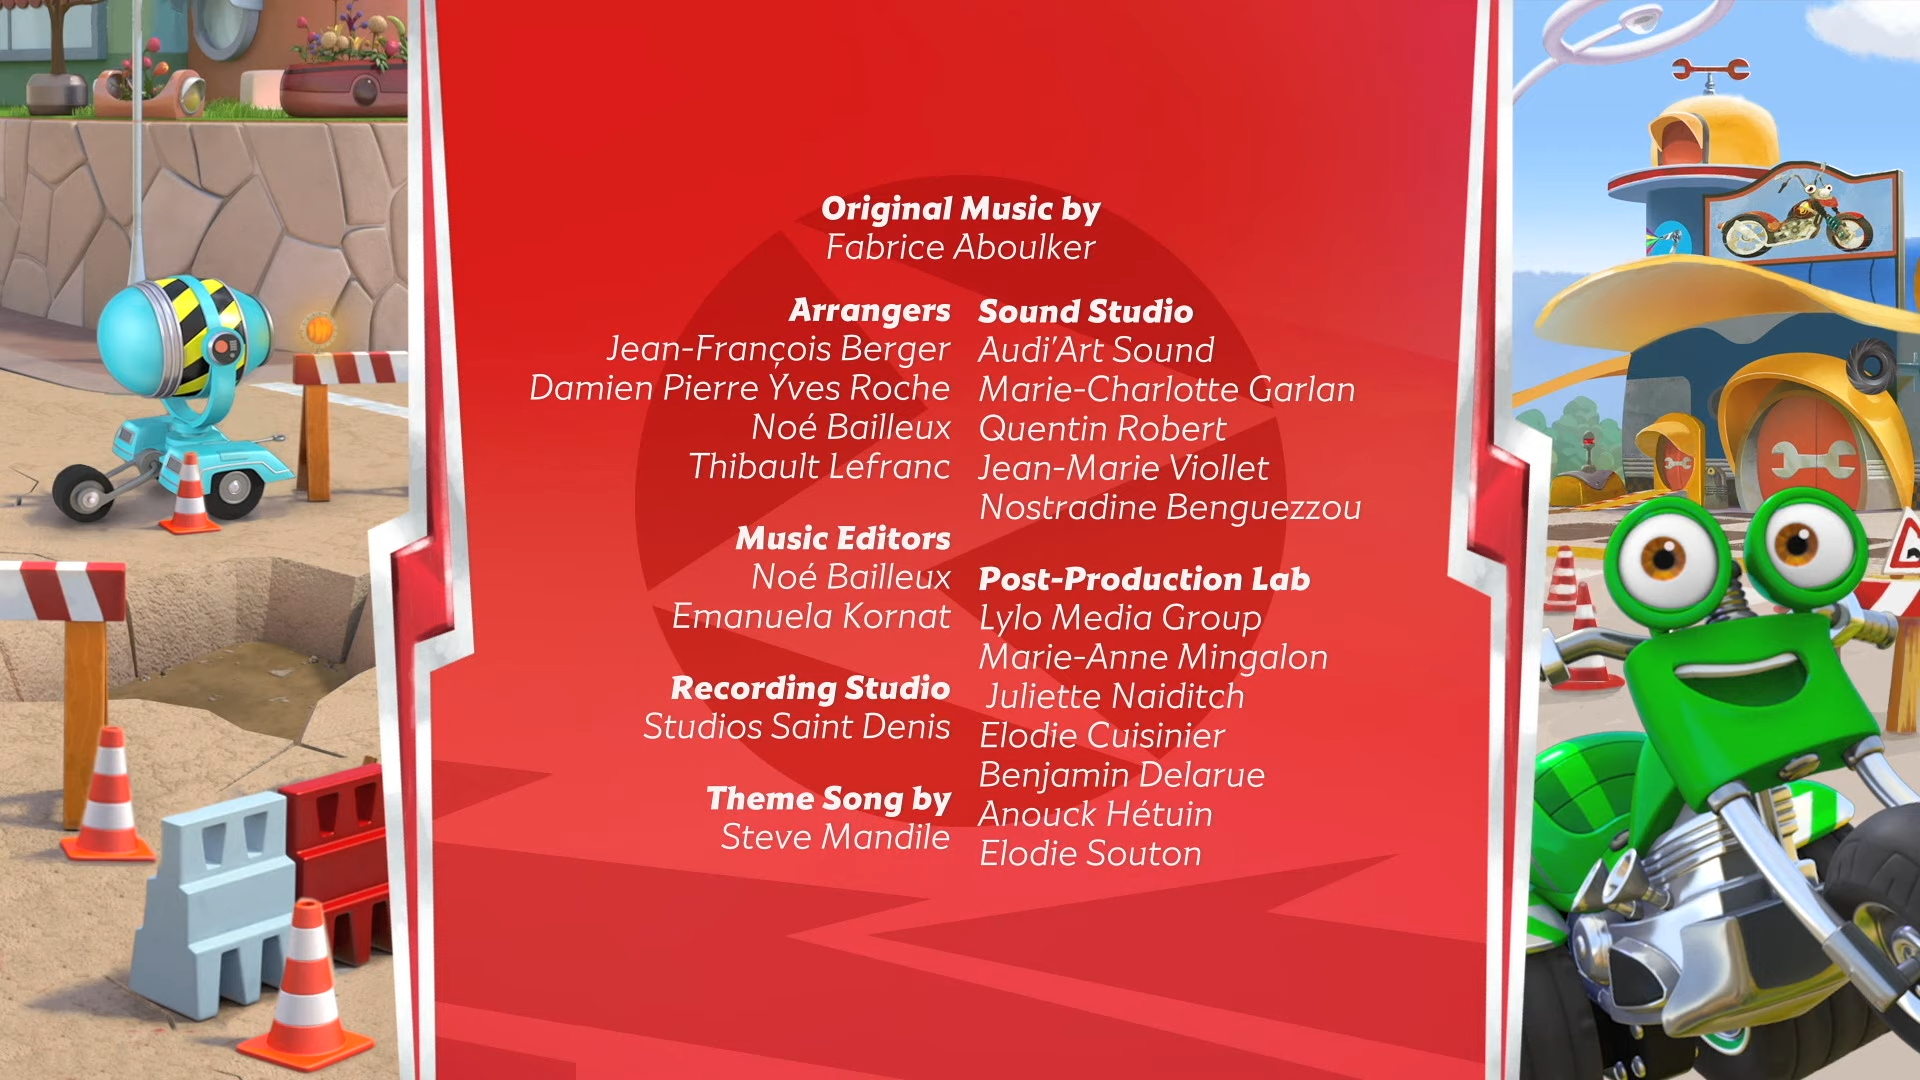 Original Music by
Fabrice Aboulker
Arrangers
Jean-François Berger
Damien Pierre Yves Roche
Noé Bailleux
Thibault Lefranc
Music Editors
Noé Bailleux
Emanuela Kornat
Recording Studio
Studios Saint Denis
Theme Song by
Steve Mandile
Sound Studio
Audi'Art Sound
Marie-Charlotte Garlan
Quentin Robert
Jean-Marie Viollet
Nostradine Benguezzou
Post-Production Lab
Lylo Media Group
Marie-Anne Mingalon
Juliette Naiditch
Elodie Cuisinier
Benjamin Delarue
Anouck Hétuin
Elodie Souton